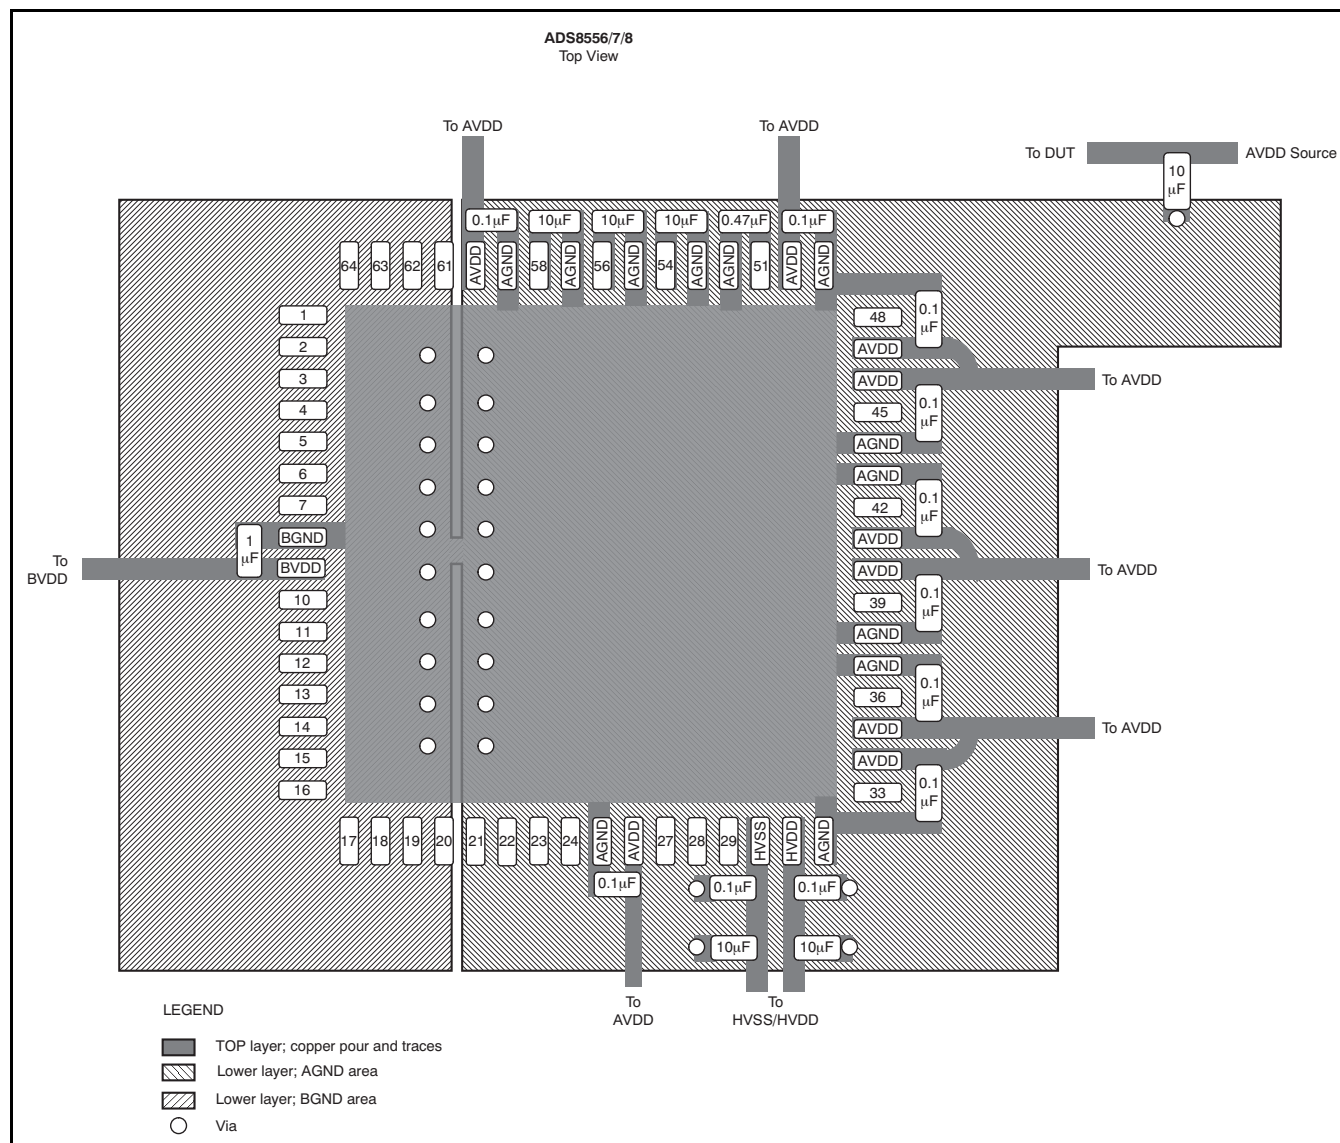 ADS8556/7/8
Top View
To AVDD
To AVDD
To DUT
AVDD Source
10
µF
0.1µF
10µF
10µF
10µF
0.47µF
0.1µF
64
63
62
61
AVDD
AGND
58
AGND
56
AGND
54
AGND
AGND
51
AVDD
AGND
1
2
3
4
5
6
7
BGND
BVDD
10
11
12
13
14
15
16
1
µF
To
BVDD
48
AVDD
AVDD
45
AGND
AGND
42
AVDD
AVDD
39
AGND
AGND
36
AVDD
AVDD
33
0.1
µF
0.1
µF
0.1
µF
0.1
µF
0.1
µF
0.1
µF
To AVDD
To AVDD
To AVDD
17
18
19
20
21
22
23
24
AGND
AVDD
27
28
29
HVSS
HVDD
AGND
0.1µF
0.1µF
0.1µF
10µF
10µF
To
AVDD
To
HVSS/HVDD
LEGEND
TOP layer; copper pour and traces
Lower layer; AGND area
Lower layer; BGND area
Via